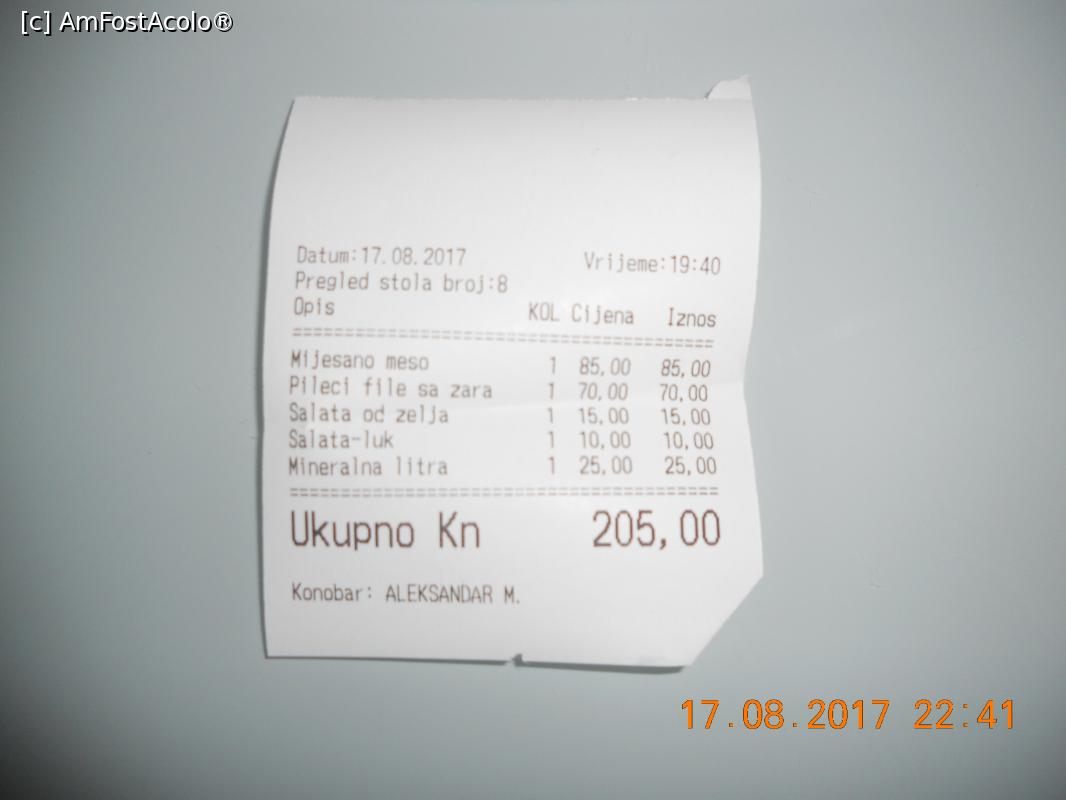 [c] AmFostAcolo®
Datum:17.08.2017 Vrijeme:19:40
Pregled stola broj:8
Opis KOL Cijena Iznos
==================================================
Mijesano meso 1 85,00 85,00
Pileci file sa zara 1 70,00 70,00
Salata od zelja 1 15,00 15,00
Salata-luk 1 10,00 10,00
Mineralna litra 1 25,00 25,00
==================================================
Ukupno Kn 205,00
Konobar: ALEKSANDAR M.
17.08.2017 22:41